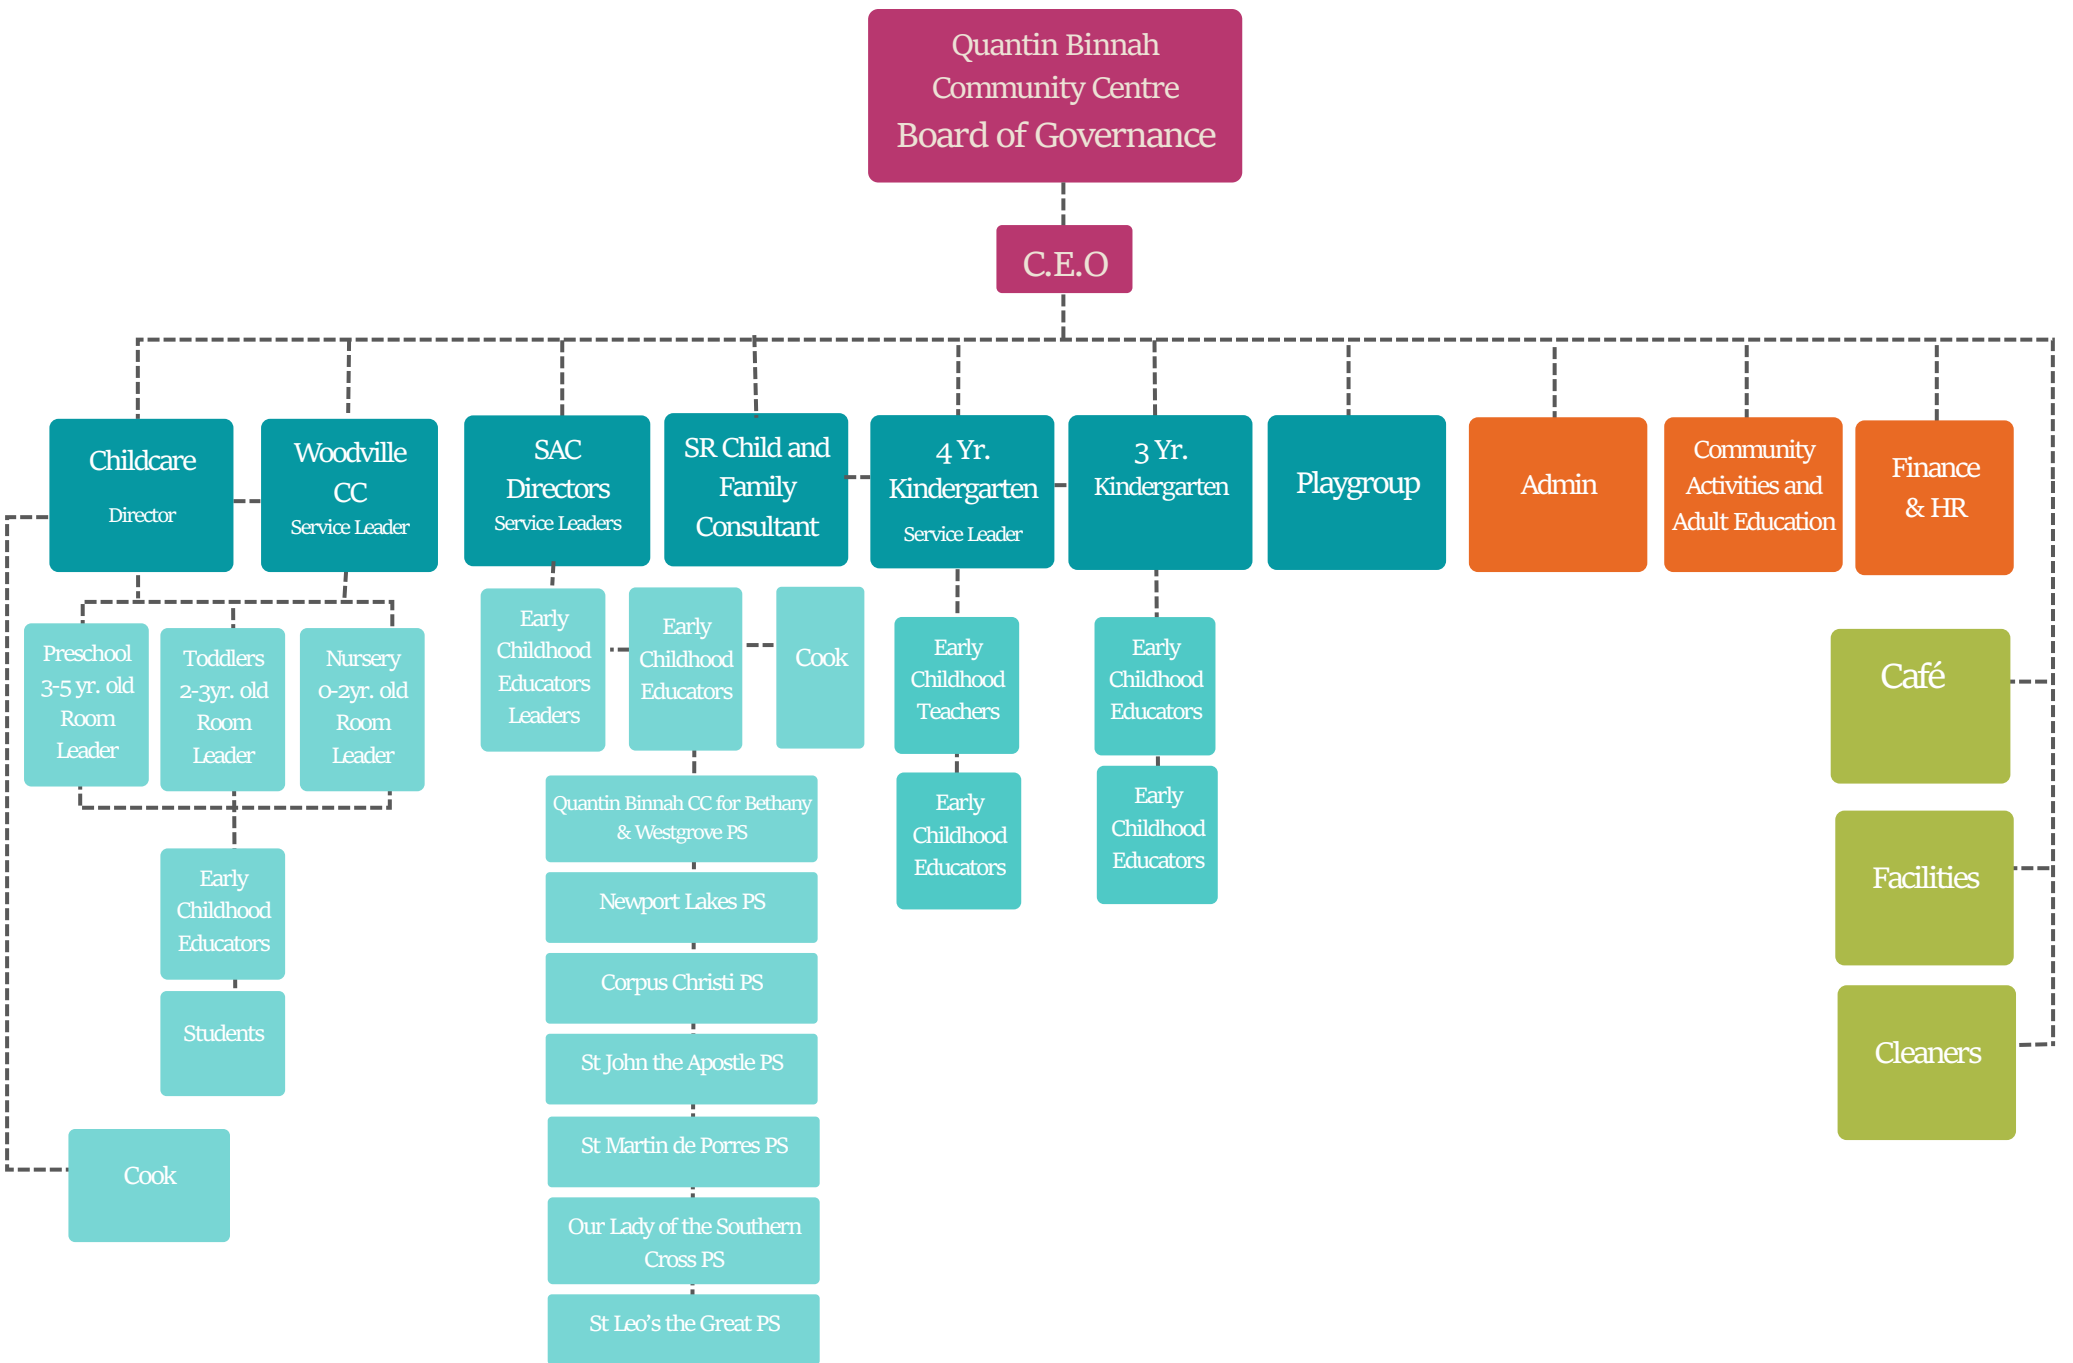 Quantin Binnah
Community Centre
Board of Governance
C.E.O
Childcare
Director
Woodville
CC
Service Leader
SAC
Directors
Service Leaders
SR Child and
Family
Consultant
4 Yr.
Kindergarten
Service Leader
3 Yr.
Kindergarten
Playgroup
Admin
Community
Activities and
Adult Education
Finance
& HR
Preschool
3-5 yr. old
Room
Leader
Toddlers
2-3yr. old
Room
Leader
Nursery
0-2yr. old
Room
Leader
Early
Childhood
Educators
Students
Cook
Early
Childhood
Educators
Leaders
Early
Childhood
Educators
Cook
Quantin Binnah CC for Bethany
& Westgrove PS
Newport Lakes PS
Corpus Christi PS
St John the Apostle PS
St Martin de Porres PS
Our Lady of the Southern
Cross PS
St Leo's the Great PS
Early
Childhood
Teachers
Early
Childhood
Educators
Early
Childhood
Educators
Early
Childhood
Educators
Café
Facilities
Cleaners